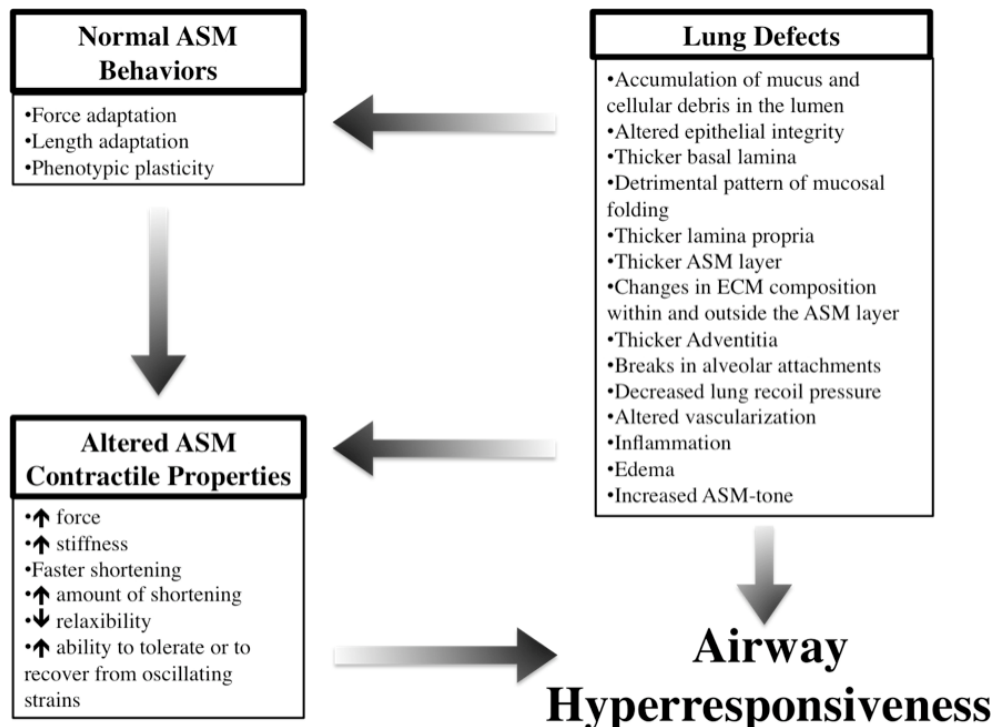 Normal ASM
Behaviors
•Force adaptation
•Length adaptation
•Phenotypic plasticity
Lung Defects
•Accumulation of mucus and
cellular debris in the lumen
•Altered epithelial integrity
•Thicker basal lamina
•Detrimental pattern of mucosal
folding
•Thicker lamina propria
•Thicker ASM layer
•Changes in ECM composition
within and outside the ASM layer
•Thicker Adventitia
•Breaks in alveolar attachments
•Decreased lung recoil pressure
•Altered vascularization
•Inflammation
•Edema
•Increased ASM-tone
Altered ASM
Contractile Properties
•↑ force
•↑ stiffness
•Faster shortening
•↑ amount of shortening
•↓ relaxibility
•↑ ability to tolerate or to
recover from oscillating
strains
Airway
Hyperresponsiveness